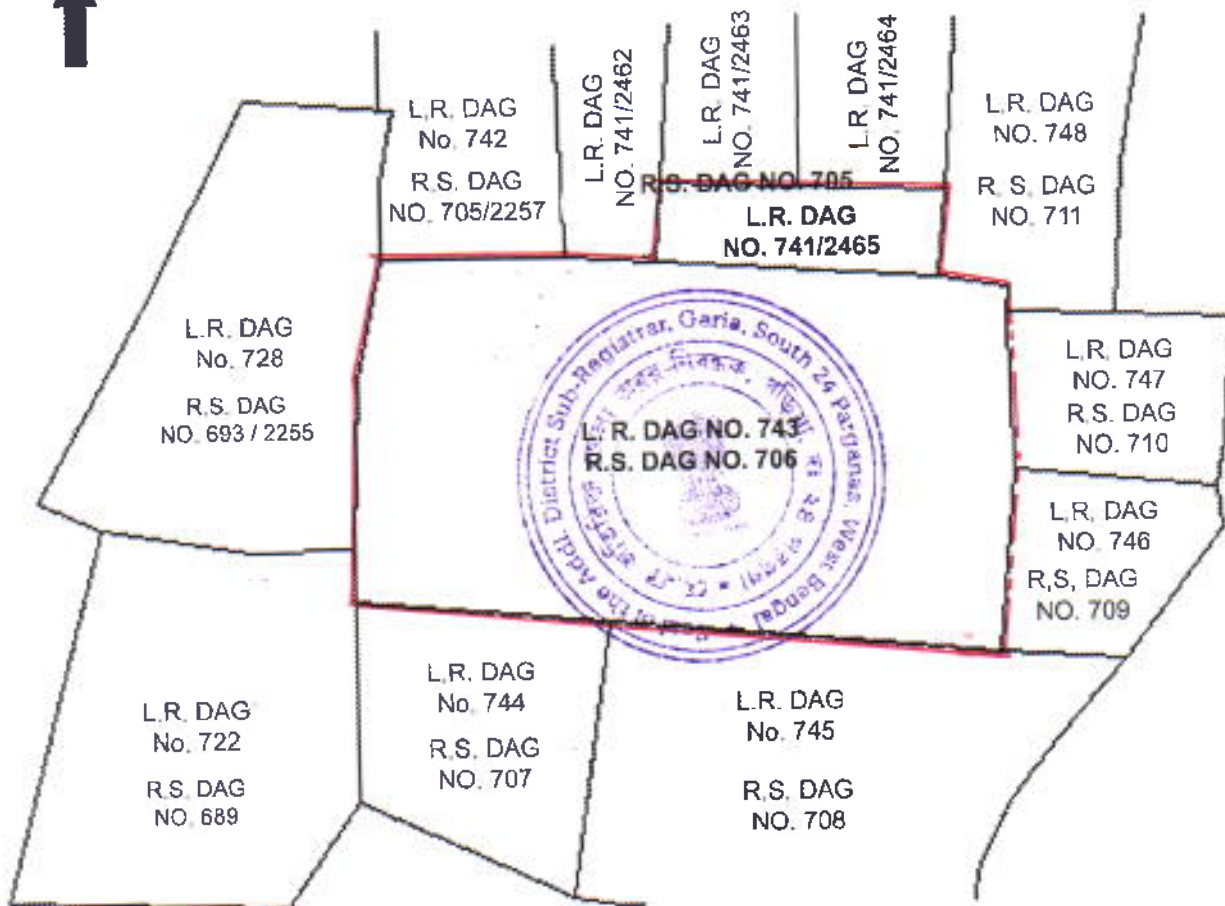 L.R. DAG
No. 742
R.S. DAG
NO. 705/2257
L.R. DAG
NO. 741/2462
L.R. DAG
NO. 741/2463
L.R. DAG
NO. 741/2464
L.R. DAG
NO. 748
R. S. DAG
NO. 711
R.S. DAG NO. 705
L.R. DAG
NO. 741/2465
L.R. DAG
No. 728
R.S. DAG
NO. 693 / 2255
L. R. DAG NO. 743
R.S. DAG NO. 706
Seal of the Addl. District Sub-Registrar, Garia, South 24 Parganas, West Bengal
L.R. DAG
NO. 747
R.S. DAG
NO. 710
L.R. DAG
NO. 746
R,S, DAG
NO. 709
L.R. DAG
No. 722
R.S. DAG
NO. 689
L.R. DAG
No. 744
R.S. DAG
NO. 707
L.R. DAG
No. 745
R.S. DAG
NO. 708